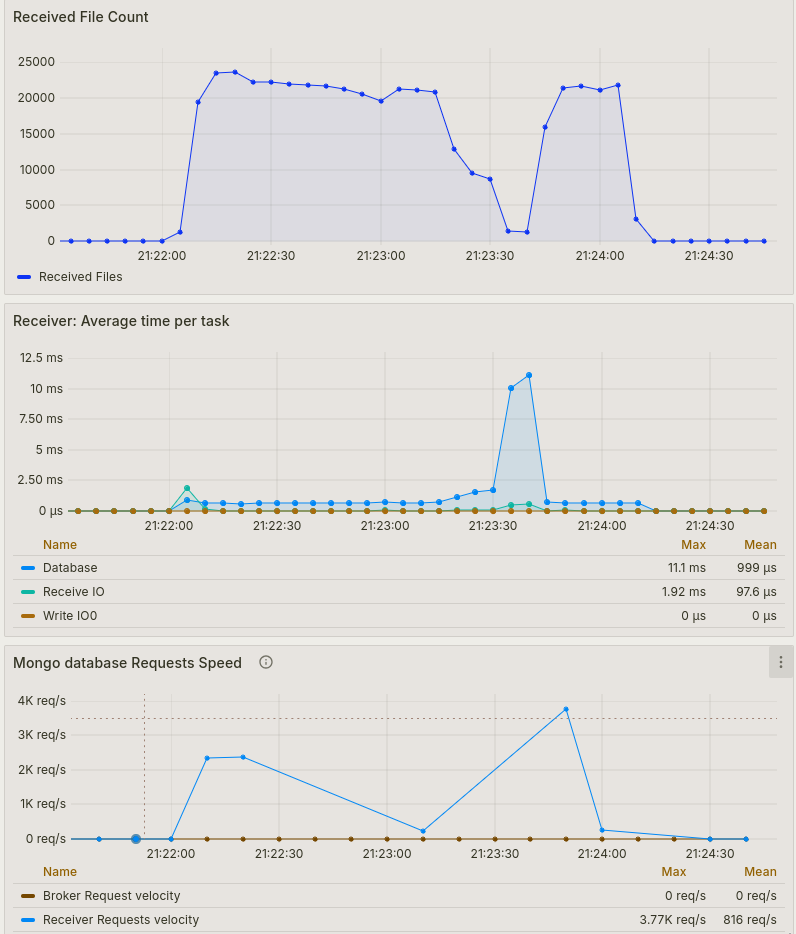 Received File Count
25000
20000
15000
10000
5000
0
21:22:00 21:22:30 21:23:00 21:23:30 21:24:00 21:24:30
Received Files
Receiver: Average time per task
12.5 ms
10 ms
7.50 ms
5 ms
2.50 ms
0 µs
21:22:00 21:22:30 21:23:00 21:23:30 21:24:00 21:24:30
Name Max Mean
Database 11.1 ms 999 µs
Receive IO 1.92 ms 97.6 µs
Write IO0 0 µs 0 µs
Mongo database Requests Speed
4K req/s
3K req/s
2K req/s
1K req/s
0 req/s
21:22:00 21:22:30 21:23:00 21:23:30 21:24:00 21:24:30
Name Max Mean
Broker Request velocity 0 req/s 0 req/s
Receiver Requests velocity 3.77K req/s 816 req/s